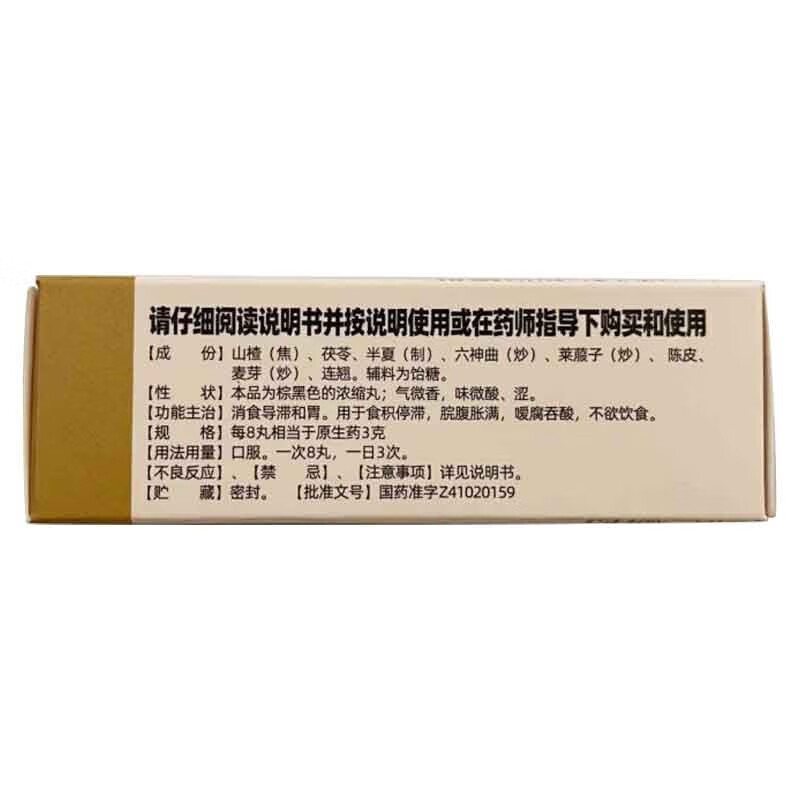 请仔细阅读说明书并按说明使用或在药师指导下购买和使用
【成 份】山楂（焦）、茯苓、半夏（制）、六神曲（炒）、莱菔子（炒）、 陈皮、
麦芽（炒）、连翘。辅料为饴糖。
【性 状】本品为棕黑色的浓缩丸；气微香，味微酸、涩。
【功能主治】消食导滞和胃。用于食积停滞，脘腹胀满，嗳腐吞酸，不欲饮食。
【规 格】每8丸相当于原生药3克
【用法用量】口服。一次8丸，一日3次。
【不良反应】、【禁 忌】、【注意事项】详见说明书。
【贮 藏】密封。 【批准文号】国药准字Z41020159